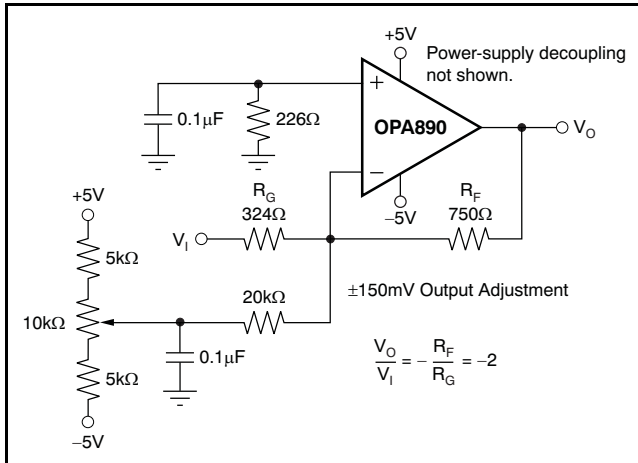 +5V
Power-supply decoupling
not shown.
+
0.1μF
226Ω
OPA890
V_O
−
−5V
R_G
324Ω
R_F
750Ω
+5V
V_I
5kΩ
20kΩ
±150mV Output Adjustment
10kΩ
0.1μF
V_O / V_I = − R_F / R_G = −2
5kΩ
−5V